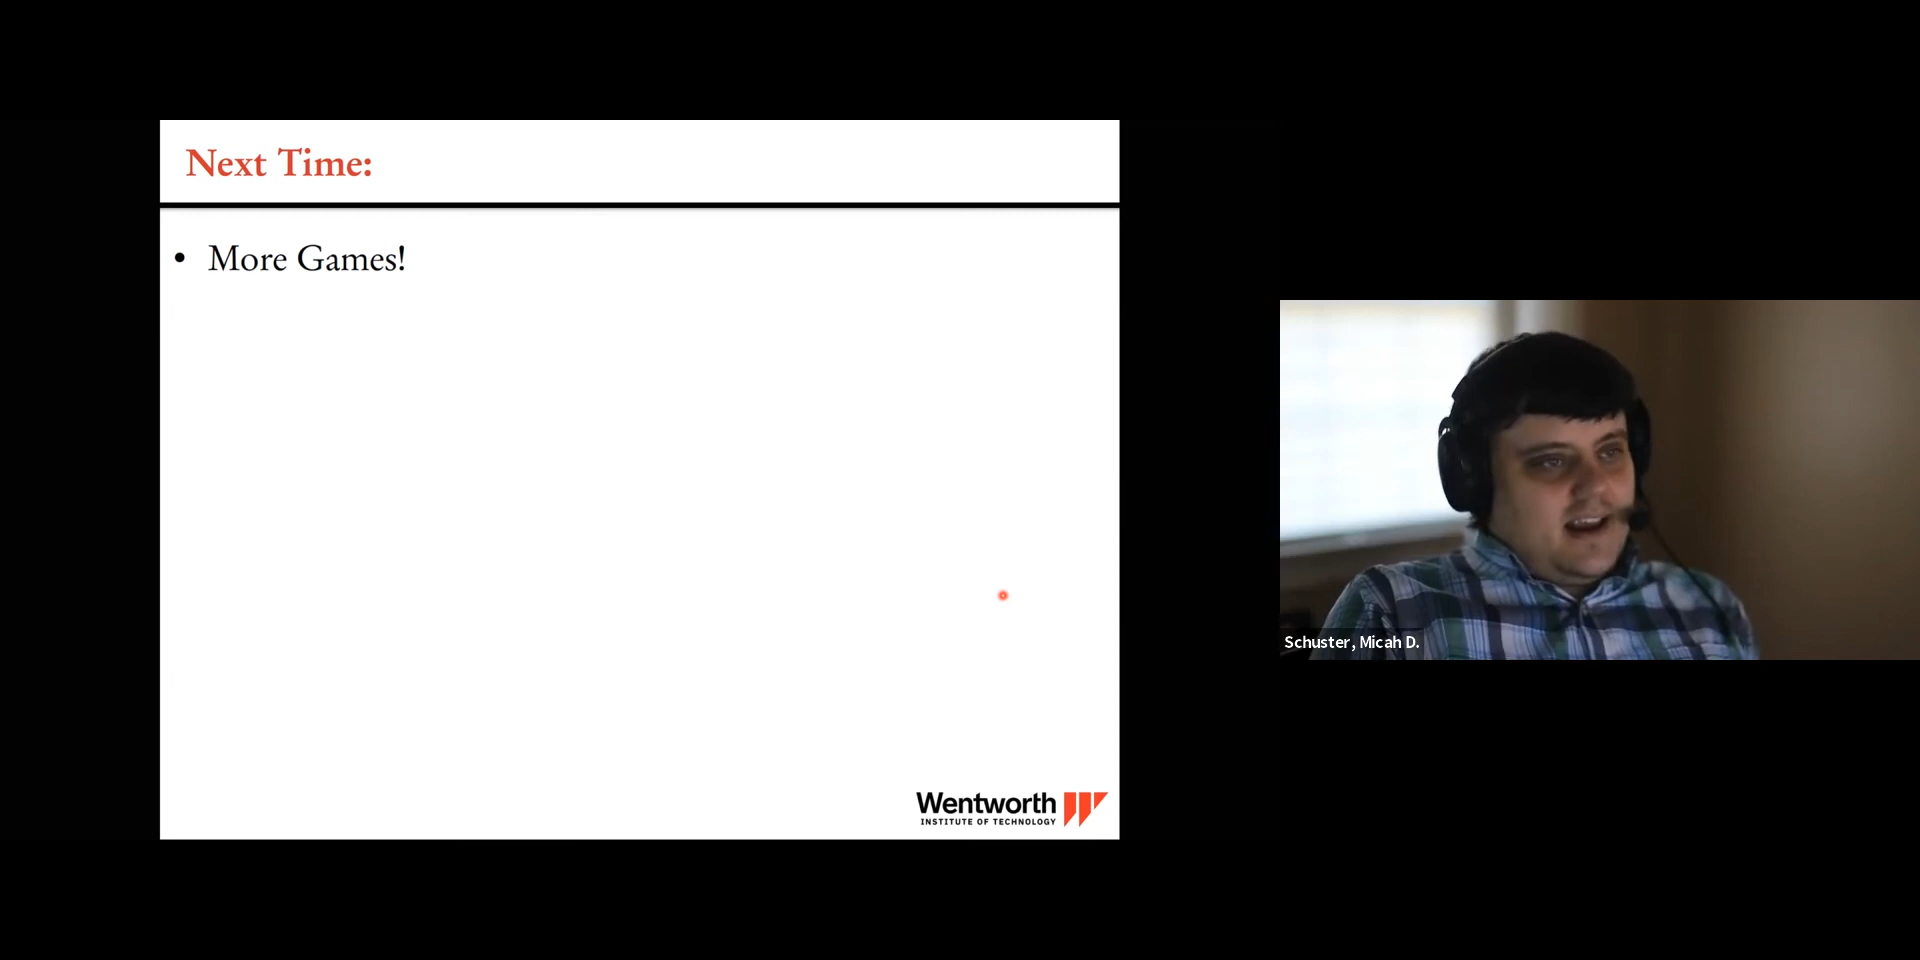 Next Time:
• More Games!
Wentworth
INSTITUTE OF TECHNOLOGY
Schuster, Micah D.